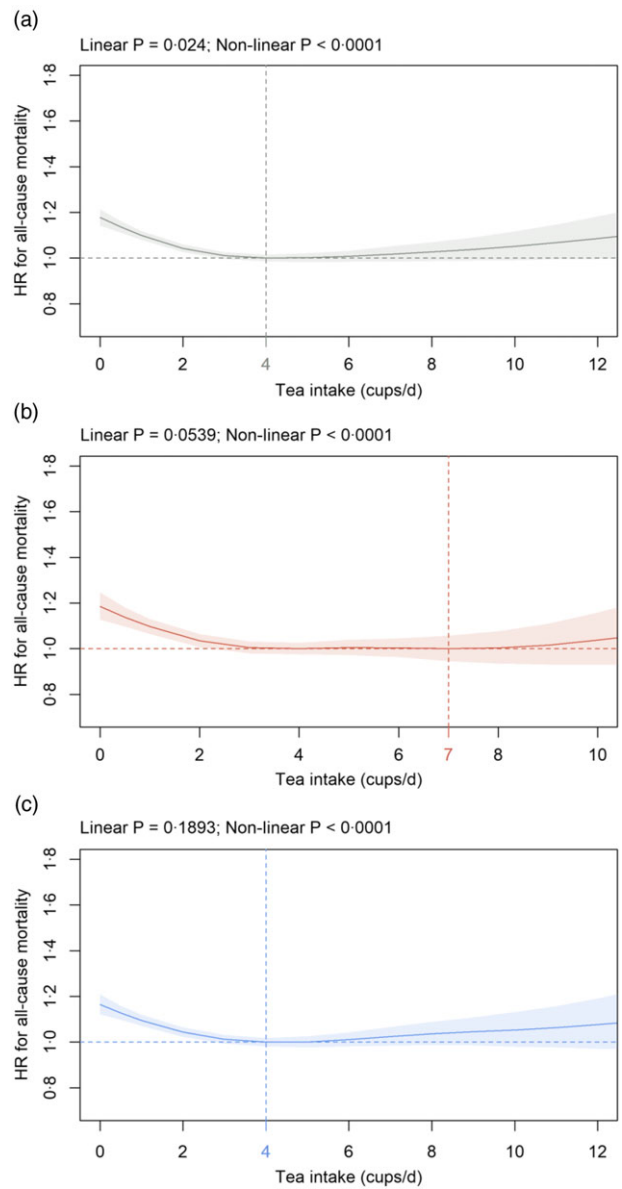 (a)
Linear P = 0·024; Non-linear P < 0·0001
HR for all-cause mortality
1·8
1·6
1·4
1·2
1·0
0·8
0 2 4 6 8 10 12
Tea intake (cups/d)
(b)
Linear P = 0·0539; Non-linear P < 0·0001
HR for all-cause mortality
1·8
1·6
1·4
1·2
1·0
0·8
0 2 4 6 7 8 10
Tea intake (cups/d)
(c)
Linear P = 0·1893; Non-linear P < 0·0001
HR for all-cause mortality
1·8
1·6
1·4
1·2
1·0
0·8
0 2 4 6 8 10 12
Tea intake (cups/d)